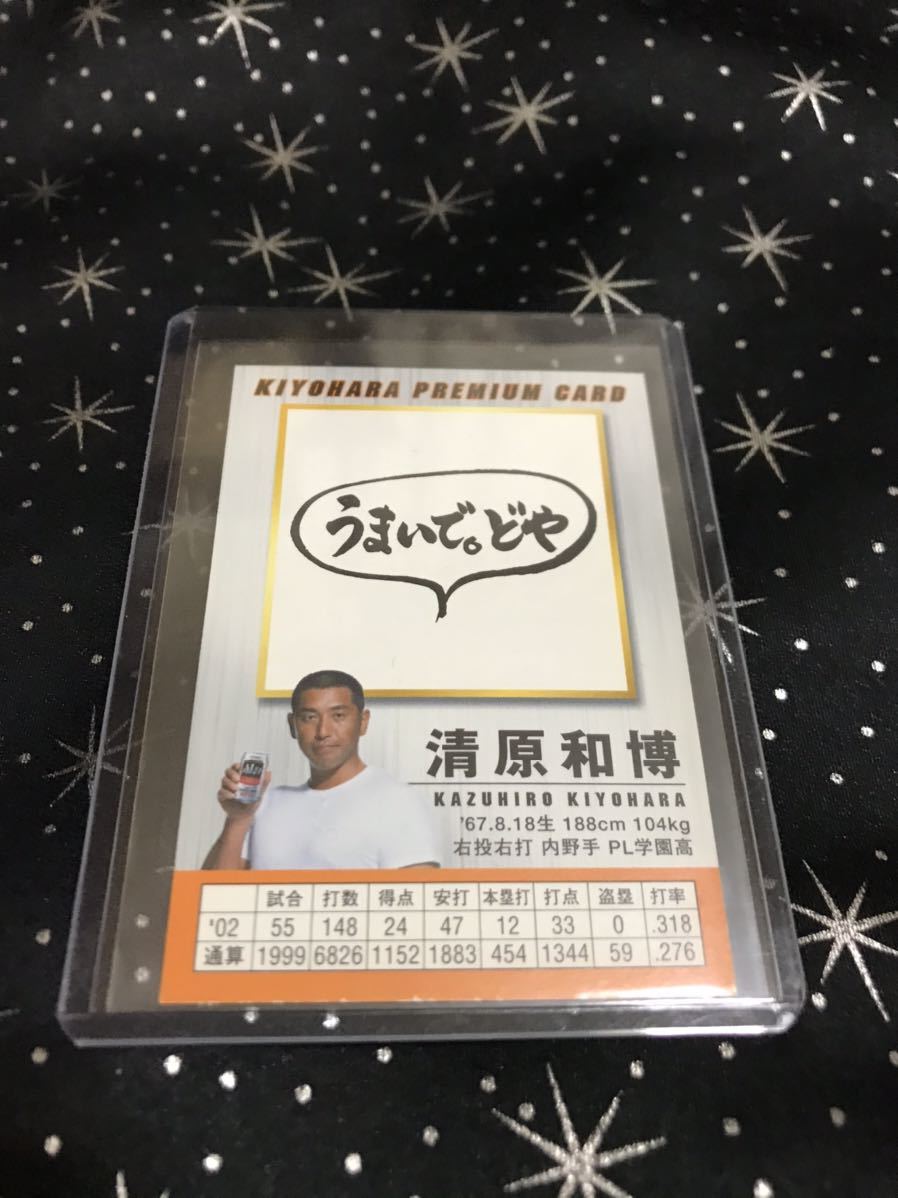 KIYOHARA PREMIUM CARD
うまいで。どや
清原和博
KAZUHIRO KIYOHARA
'67.8.18生 188cm 104kg
右投右打 内野手 PL学園高
試合 打数 得点 安打 本塁打 打点 盗塁 打率
'02 55 148 24 47 12 33 0 .318
通算 1999 6826 1152 1883 454 1344 59 .276